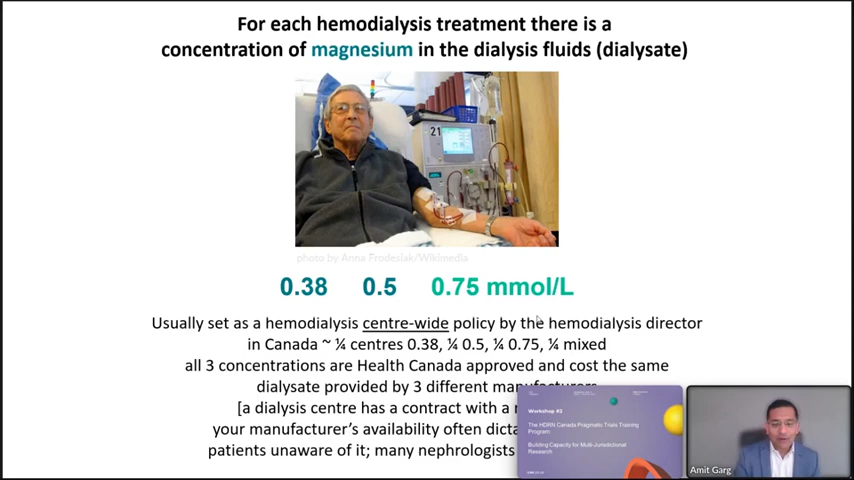 For each hemodialysis treatment there is a
concentration of magnesium in the dialysis fluids (dialysate)
21
photo by Anna Frodesiak/Wikimedia
0.38 0.5 0.75 mmol/L
Usually set as a hemodialysis centre-wide policy by the hemodialysis director
in Canada ~ ¼ centres 0.38, ¼ 0.5, ¼ 0.75, ¼ mixed
all 3 concentrations are Health Canada approved and cost the same
dialysate provided by 3 different manufacturers
[a dialysis centre has a contract with a
your manufacturer's availability often
patients unaware of it; many nephrologists
Workshop #3
The HDRN Canada Pragmatic Trials Training
Program
Building Capacity for Multi-Jurisdictional
Research
Amit Garg